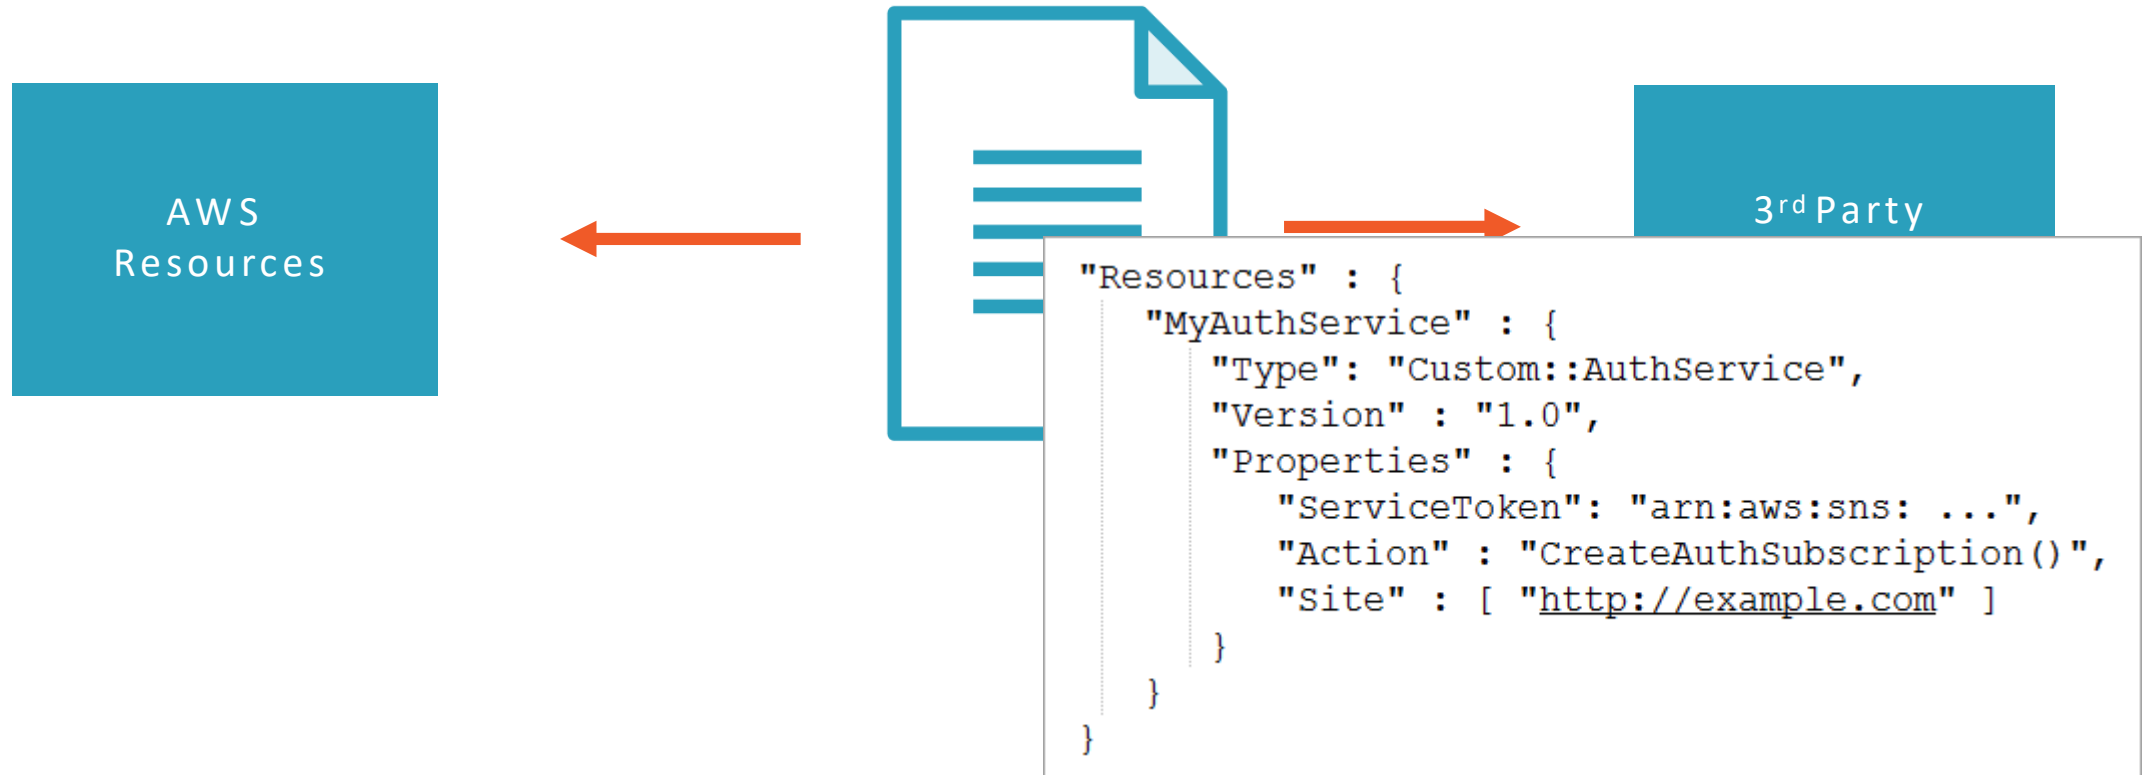 AWS
Resources
3rd Party
"Resources" : {
"MyAuthService" : {
"Type": "Custom::AuthService",
"Version" : "1.0",
"Properties" : {
"ServiceToken": "arn:aws:sns: ...",
"Action" : "CreateAuthSubscription()",
"Site" : [ "http://example.com" ]
}
}
}